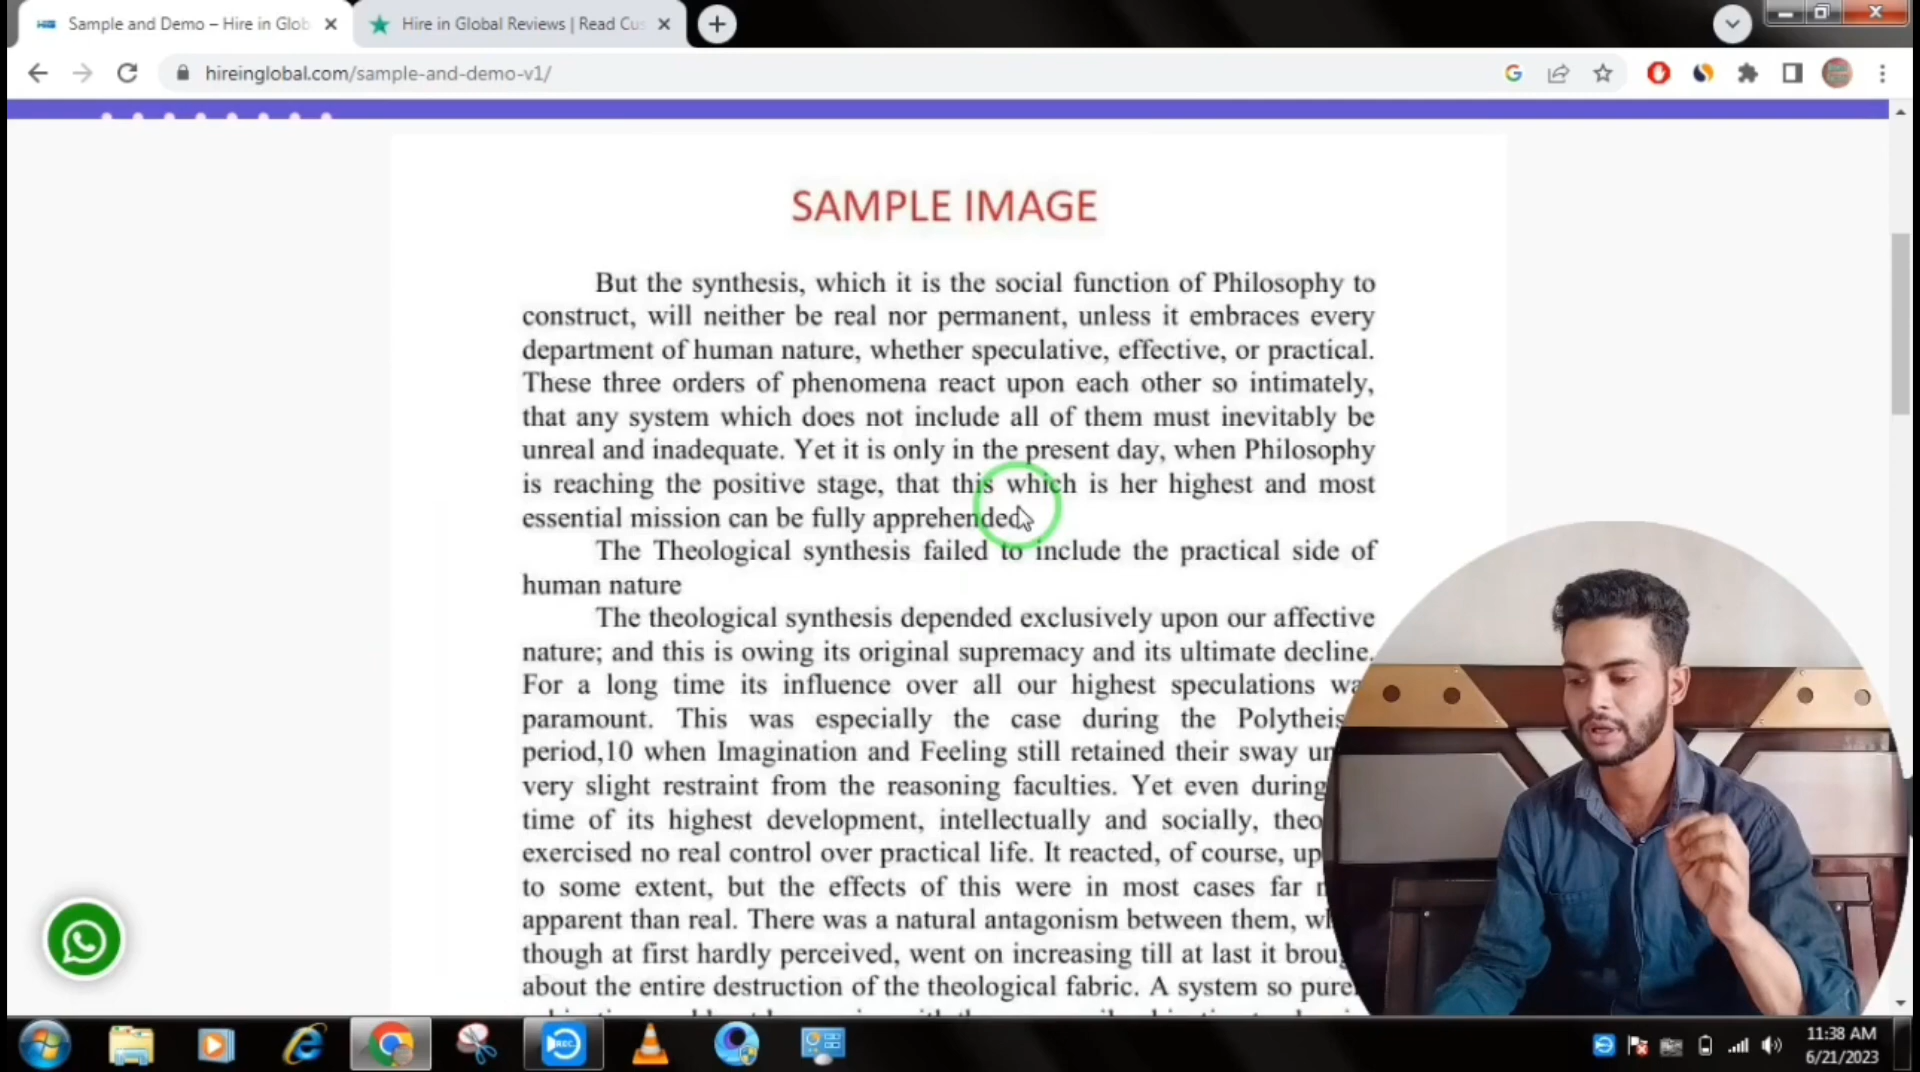 Sample and Demo – Hire in Glob
Hire in Global Reviews | Read Cus
hireinglobal.com/sample-and-demo-v1/
SAMPLE IMAGE
But the synthesis, which it is the social function of Philosophy to
construct, will neither be real nor permanent, unless it embraces every
department of human nature, whether speculative, effective, or practical.
These three orders of phenomena react upon each other so intimately,
that any system which does not include all of them must inevitably be
unreal and inadequate. Yet it is only in the present day, when Philosophy
is reaching the positive stage, that this which is her highest and most
essential mission can be fully apprehended
The Theological synthesis failed to include the practical side of
human nature
The theological synthesis depended exclusively upon our affective
nature; and this is owing its original supremacy and its ultimate decline.
For a long time its influence over all our highest speculations wa
paramount. This was especially the case during the Polytheis
period,10 when Imagination and Feeling still retained their sway un
very slight restraint from the reasoning faculties. Yet even during
time of its highest development, intellectually and socially, theo
exercised no real control over practical life. It reacted, of course, up
to some extent, but the effects of this were in most cases far
apparent than real. There was a natural antagonism between them, w
though at first hardly perceived, went on increasing till at last it broug
about the entire destruction of the theological fabric. A system so pure
REC
11:38 AM
6/21/2023